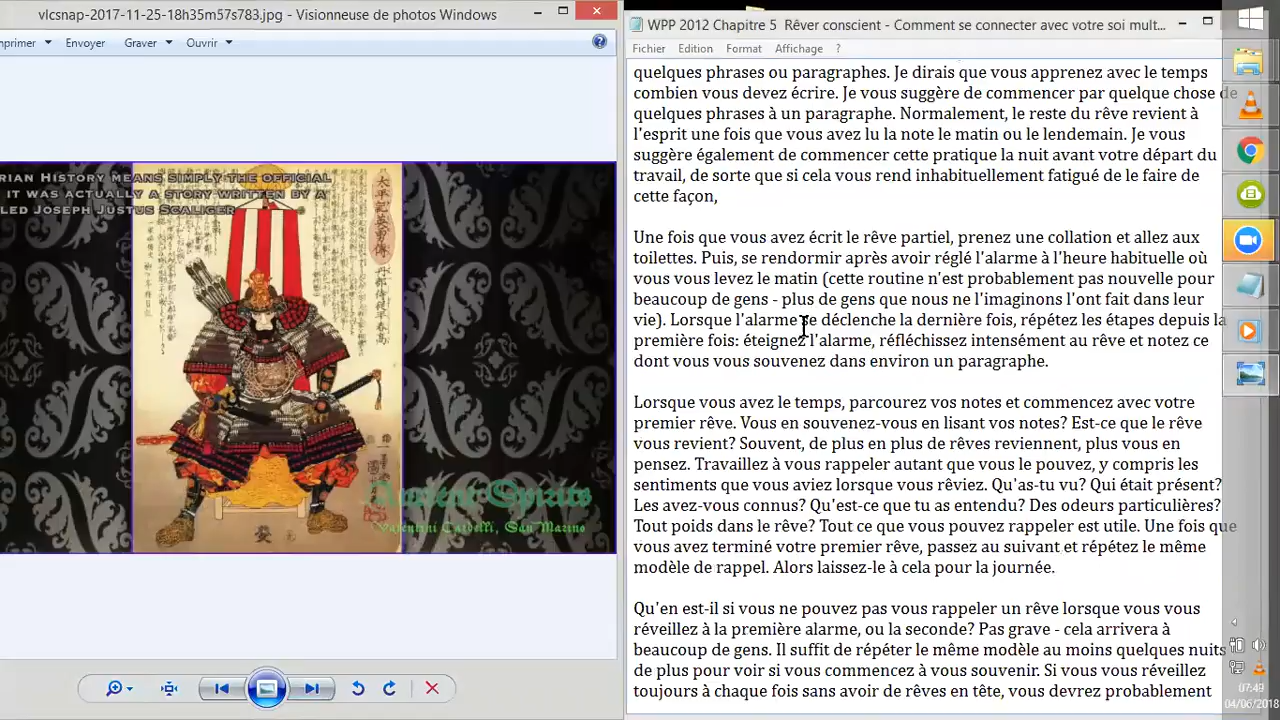 vlcsnap-2017-11-25-18h35m57s783.jpg - Visionneuse de photos Windows
mprimer Envoyer Graver Ouvrir
RIAN HISTORY MEANS SIMPLY THE OFFICIAL
IT WAS ACTUALLY A STORY WRITTEN BY A
LED JOSEPH JUSTUS SCALIGER
太平記英勇傳
Ancient Spirits
Valentini Cardelli, San Marino
WPP 2012 Chapitre 5 Rêver conscient - Comment se connecter avec votre soi mult...
Fichier Edition Format Affichage ?
quelques phrases ou paragraphes. Je dirais que vous apprenez avec le temps
combien vous devez écrire. Je vous suggère de commencer par quelque chose de
quelques phrases à un paragraphe. Normalement, le reste du rêve revient à
l'esprit une fois que vous avez lu la note le matin ou le lendemain. Je vous
suggère également de commencer cette pratique la nuit avant votre départ du
travail, de sorte que si cela vous rend inhabituellement fatigué de le faire de
cette façon,
Une fois que vous avez écrit le rêve partiel, prenez une collation et allez aux
toilettes. Puis, se rendormir après avoir réglé l'alarme à l'heure habituelle où
vous vous levez le matin (cette routine n'est probablement pas nouvelle pour
beaucoup de gens - plus de gens que nous ne l'imaginons l'ont fait dans leur
vie). Lorsque l'alarme se déclenche la dernière fois, répétez les étapes depuis la
première fois: éteignez l'alarme, réfléchissez intensément au rêve et notez ce
dont vous vous souvenez dans environ un paragraphe.
Lorsque vous avez le temps, parcourez vos notes et commencez avec votre
premier rêve. Vous en souvenez-vous en lisant vos notes? Est-ce que le rêve
vous revient? Souvent, de plus en plus de rêves reviennent, plus vous en
pensez. Travaillez à vous rappeler autant que vous le pouvez, y compris les
sentiments que vous aviez lorsque vous rêviez. Qu'as-tu vu? Qui était présent?
Les avez-vous connus? Qu'est-ce que tu as entendu? Des odeurs particulières?
Tout poids dans le rêve? Tout ce que vous pouvez rappeler est utile. Une fois que
vous avez terminé votre premier rêve, passez au suivant et répétez le même
modèle de rappel. Alors laissez-le à cela pour la journée.
Qu'en est-il si vous ne pouvez pas vous rappeler un rêve lorsque vous vous
réveillez à la première alarme, ou la seconde? Pas grave - cela arrivera à
beaucoup de gens. Il suffit de répéter le même modèle au moins quelques nuits
de plus pour voir si vous commencez à vous souvenir. Si vous vous réveillez
toujours à chaque fois sans avoir de rêves en tête, vous devrez probablement
07:49
04/06/2018